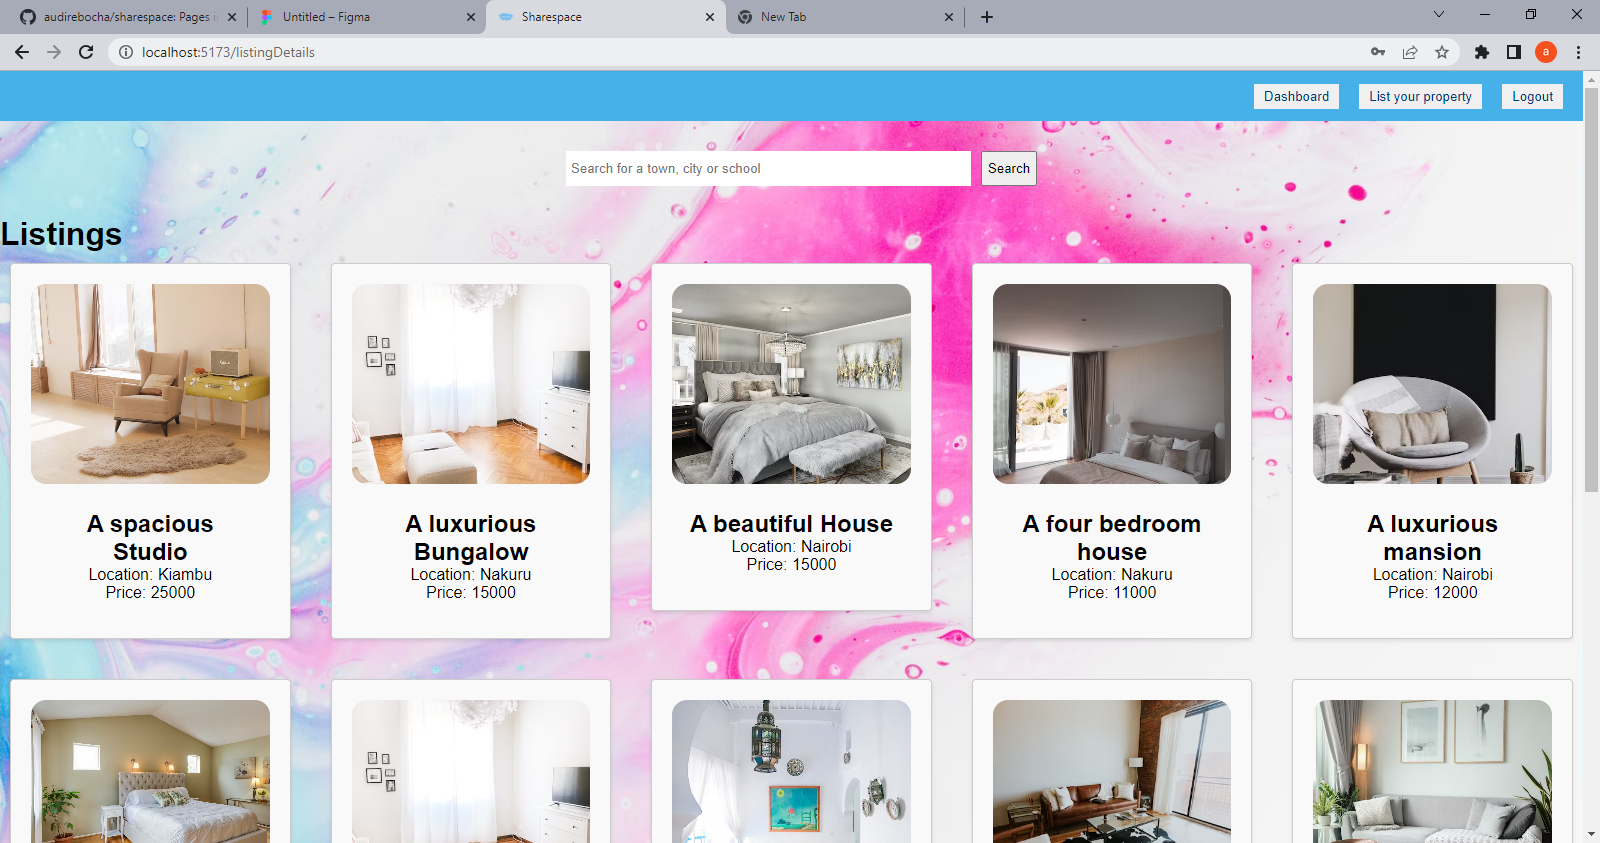 audirebocha/sharespace: Pages i
Untitled – Figma
Sharespace
New Tab
localhost:5173/listingDetails
a
Dashboard
List your property
Logout
Search for a town, city or school
Search
Listings
A spacious
Studio
Location: Kiambu
Price: 25000
A luxurious
Bungalow
Location: Nakuru
Price: 15000
A beautiful House
Location: Nairobi
Price: 15000
A four bedroom
house
Location: Nakuru
Price: 11000
A luxurious
mansion
Location: Nairobi
Price: 12000